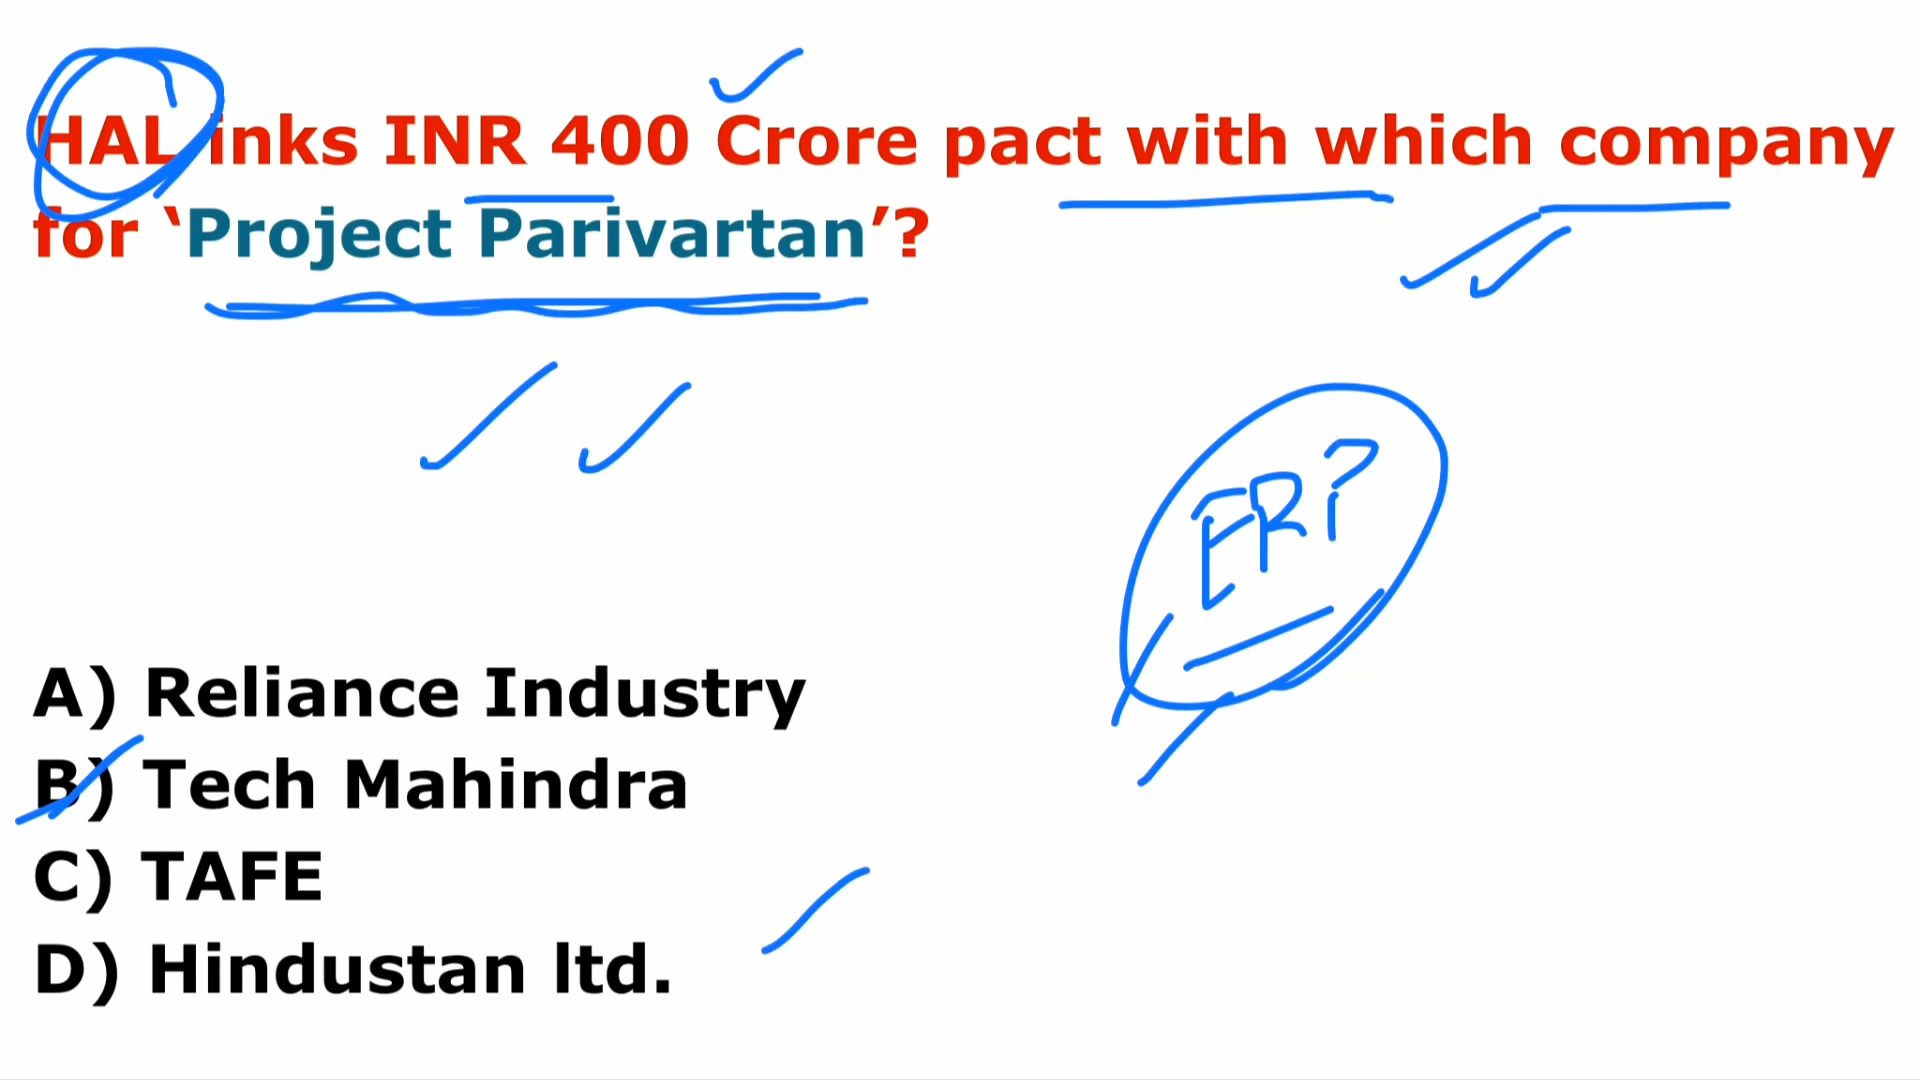 HAL inks INR 400 Crore pact with which company
for ‘Project Parivartan’?
ERP
A) Reliance Industry
B) Tech Mahindra
C) TAFE
D) Hindustan ltd.